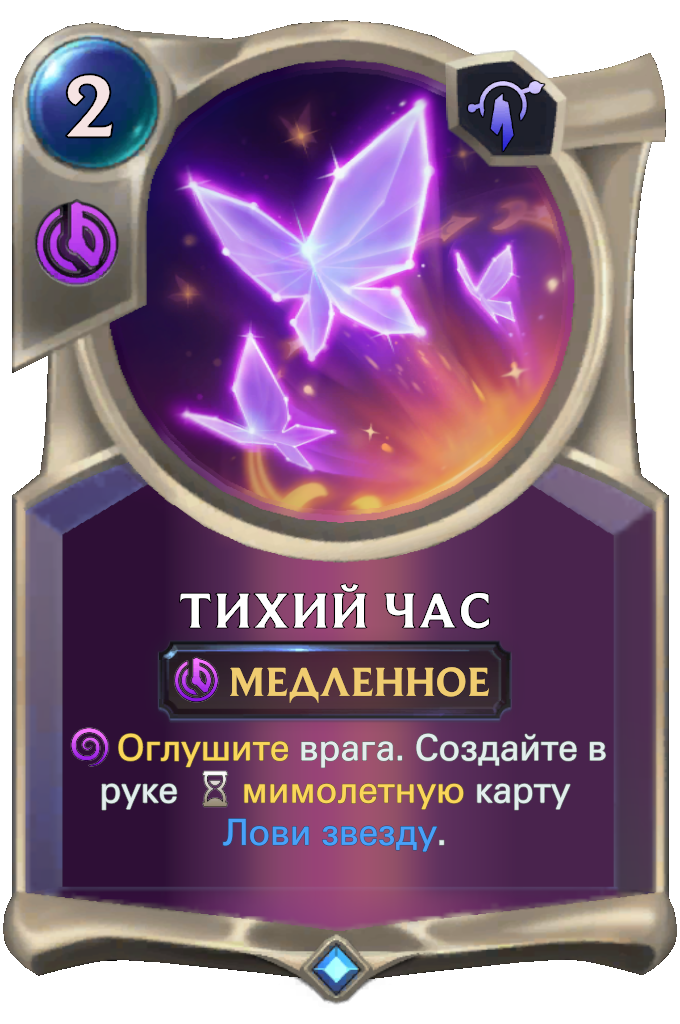 2
ТИХИЙ ЧАС
МЕДЛЕННОЕ
Оглушите врага. Создайте в
руке мимолетную карту
Лови звезду.